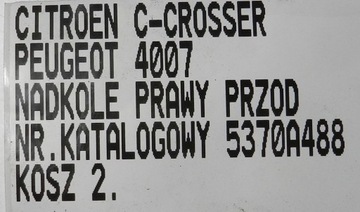 CITROEN C-CROSSER
PEUGEOT 4007
NADKOLE PRAWY PRZOD
NR.KATALOGOWY 5370A488
KOSZ 2.